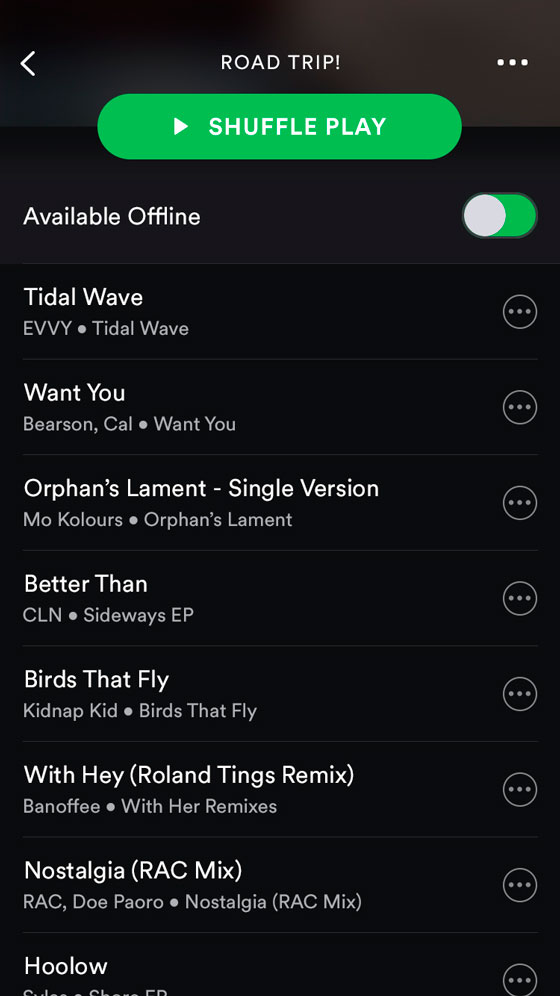 ROAD TRIP!
SHUFFLE PLAY
Available Offline
Tidal Wave
EVVY • Tidal Wave
Want You
Bearson, Cal • Want You
Orphan’s Lament - Single Version
Mo Kolours • Orphan’s Lament
Better Than
CLN • Sideways EP
Birds That Fly
Kidnap Kid • Birds That Fly
With Hey (Roland Tings Remix)
Banoffee • With Her Remixes
Nostalgia (RAC Mix)
RAC, Doe Paoro • Nostalgia (RAC Mix)
Hoolow